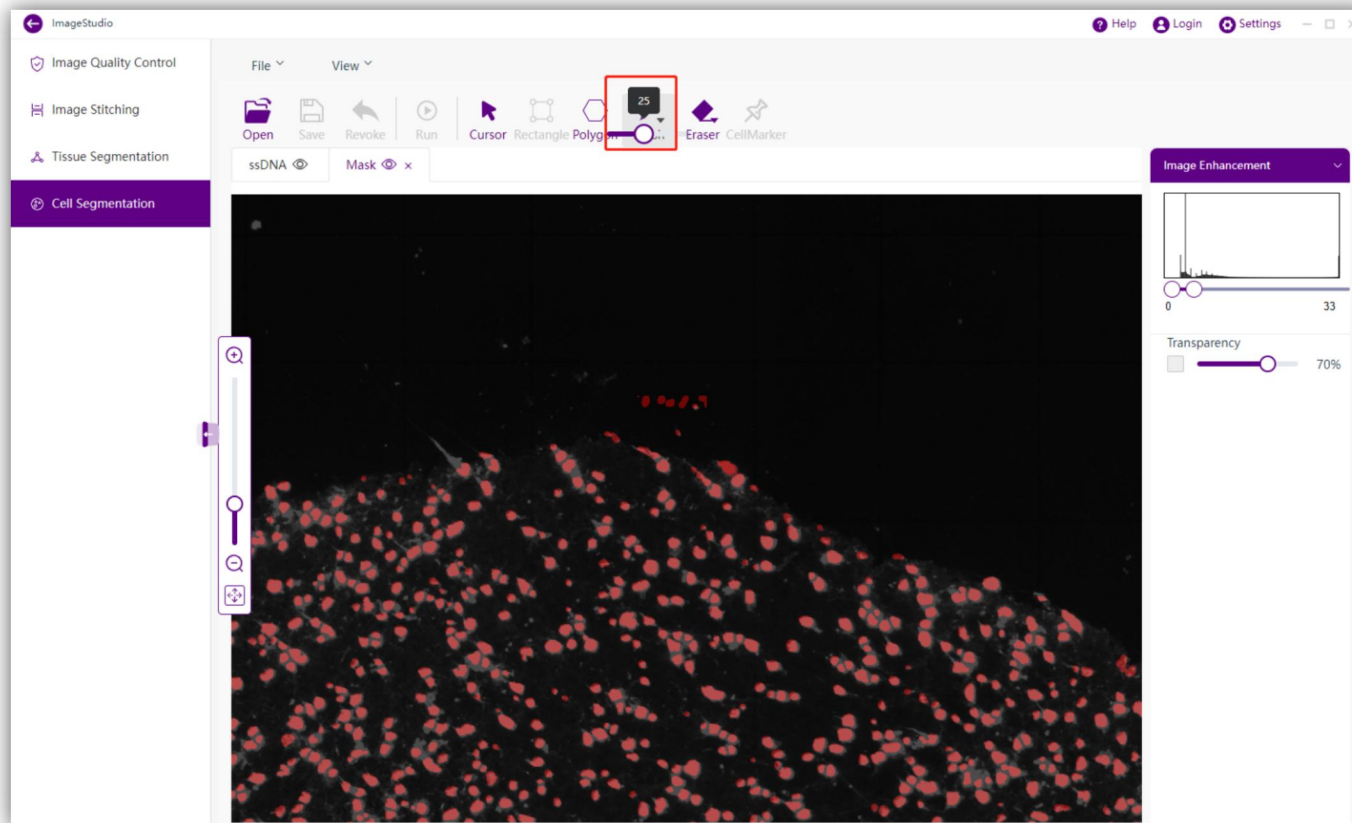 ImageStudio
Help Login Settings
Image Quality Control
Image Stitching
Tissue Segmentation
Cell Segmentation
File View
25
Open Save Revoke Run Cursor Rectangle Eraser CellMarker
ssDNA Mask
Image Enhancement
0 33
Transparency
70%